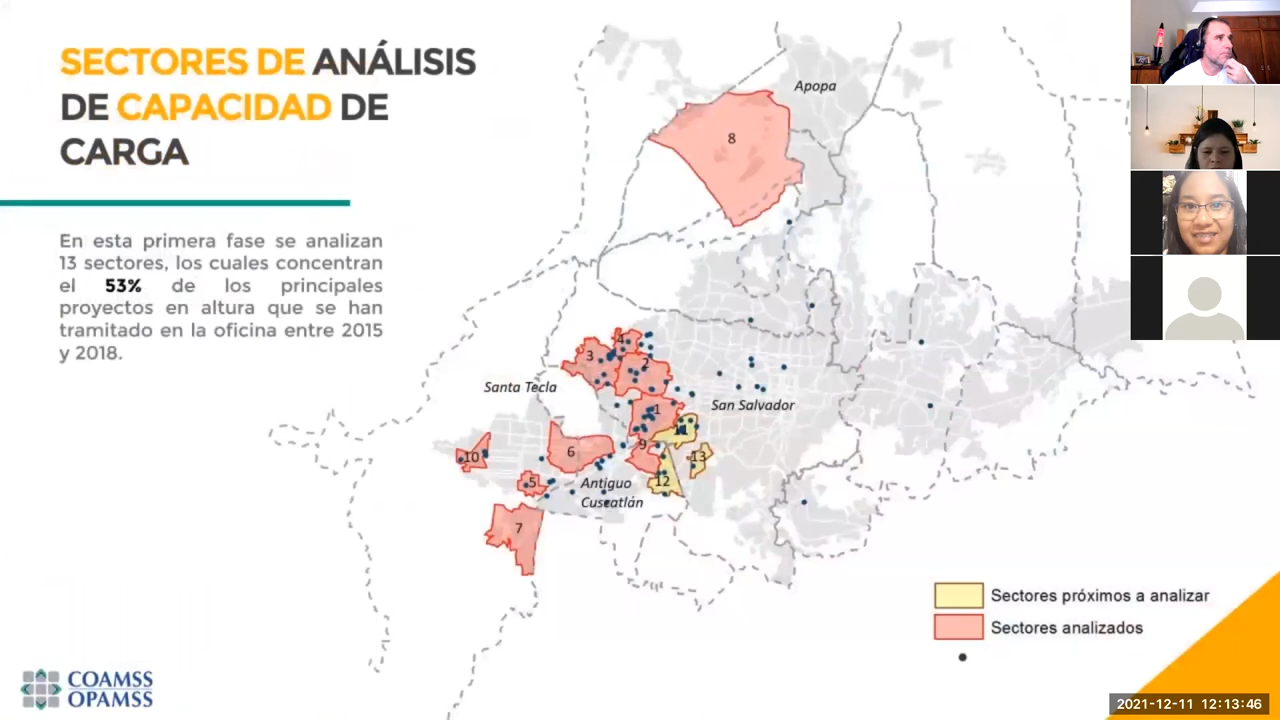 SECTORES DE ANÁLISIS
DE CAPACIDAD DE
CARGA
En esta primera fase se analizan
13 sectores, los cuales concentran
el 53% de los principales
proyectos en altura que se han
tramitado en la oficina entre 2015
y 2018.
Apopa
8
4
3
2
Santa Tecla
1
San Salvador
9
13
10
6
5
12
Antiguo
Cuscatlán
7
Sectores próximos a analizar
Sectores analizados
COAMSS
OPAMSS
2021-12-11 12:13:46